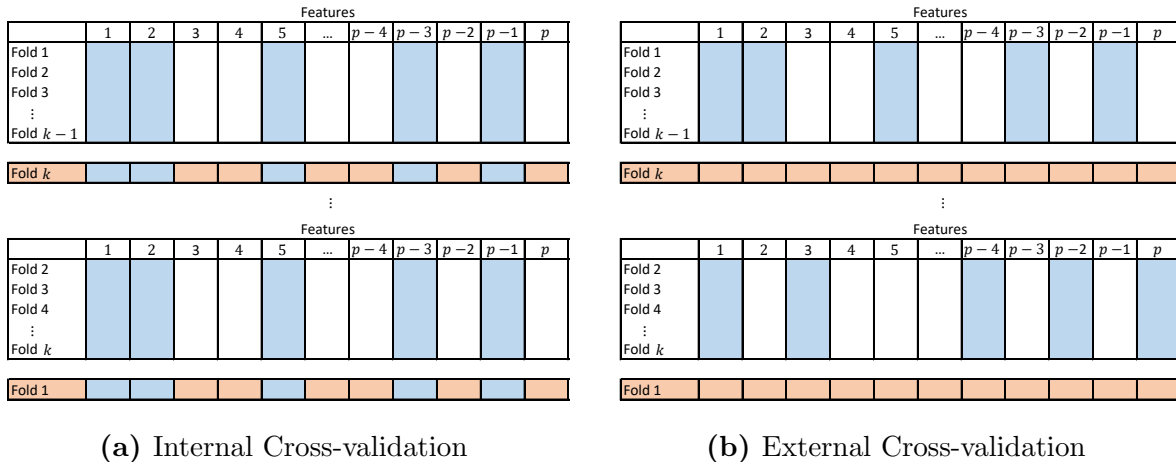 Features
1 2 3 4 5 ... p − 4 p − 3 p −2 p −1 p
Fold 1
Fold 2
Fold 3
⋮
Fold k − 1
Fold k
⋮
Features
1 2 3 4 5 ... p − 4 p − 3 p −2 p −1 p
Fold 2
Fold 3
Fold 4
⋮
Fold k
Fold 1
(a) Internal Cross-validation
Features
1 2 3 4 5 ... p − 4 p − 3 p −2 p −1 p
Fold 1
Fold 2
Fold 3
⋮
Fold k − 1
Fold k
⋮
Features
1 2 3 4 5 ... p − 4 p − 3 p −2 p −1 p
Fold 2
Fold 3
Fold 4
⋮
Fold k
Fold 1
(b) External Cross-validation